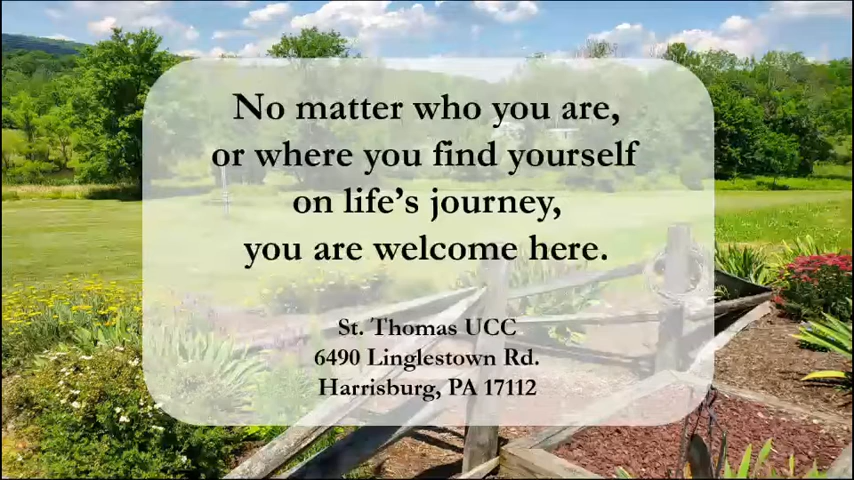 No matter who you are,
or where you find yourself
on life’s journey,
you are welcome here.
St. Thomas UCC
6490 Linglestown Rd.
Harrisburg, PA 17112